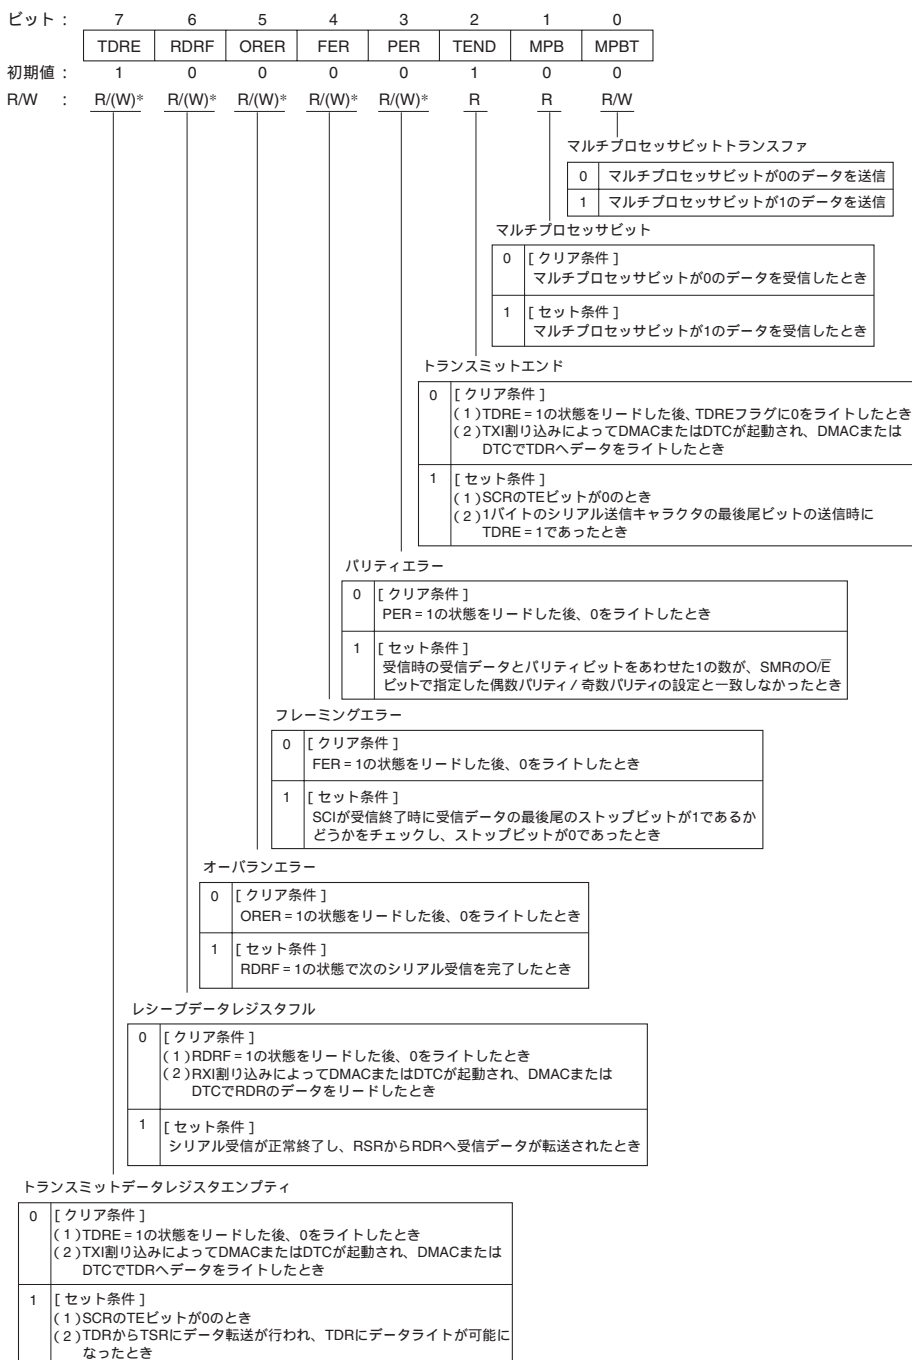 ビット： 7 6 5 4 3 2 1 0
TDRE RDRF ORER FER PER TEND MPB MPBT
初期値： 1 0 0 0 0 1 0 0
R/W ： R/(W)* R/(W)* R/(W)* R/(W)* R/(W)* R R R/W
マルチプロセッサビットトランスファ
0 マルチプロセッサビットが0のデータを送信
1 マルチプロセッサビットが1のデータを送信
マルチプロセッサビット
0 [クリア条件]
マルチプロセッサビットが0のデータを受信したとき
1 [セット条件]
マルチプロセッサビットが1のデータを受信したとき
トランスミットエンド
0 [クリア条件]
(1)TDRE=1の状態をリードした後、TDREフラグに0をライトしたとき
(2)TXI割り込みによってDMACまたはDTCが起動され、DMACまたは
DTCでTDRへデータをライトしたとき
1 [セット条件]
(1)SCRのTEビットが0のとき
(2)1バイトのシリアル送信キャラクタの最後尾ビットの送信時に
TDRE=1であったとき
パリティエラー
0 [クリア条件]
PER=1の状態をリードした後、0をライトしたとき
1 [セット条件]
受信時の受信データとパリティビットをあわせた1の数が、SMRのO/E̅
ビットで指定した偶数パリティ/奇数パリティの設定と一致しなかったとき
フレーミングエラー
0 [クリア条件]
FER=1の状態をリードした後、0をライトしたとき
1 [セット条件]
SCIが受信終了時に受信データの最後尾のストップビットが1であるか
どうかをチェックし、ストップビットが0であったとき
オーバランエラー
0 [クリア条件]
ORER=1の状態をリードした後、0をライトしたとき
1 [セット条件]
RDRF=1の状態で次のシリアル受信を完了したとき
レシーブデータレジスタフル
0 [クリア条件]
(1)RDRF=1の状態をリードした後、0をライトしたとき
(2)RXI割り込みによってDMACまたはDTCが起動され、DMACまたは
DTCでRDRのデータをリードしたとき
1 [セット条件]
シリアル受信が正常終了し、RSRからRDRへ受信データが転送されたとき
トランスミットデータレジスタエンプティ
0 [クリア条件]
(1)TDRE=1の状態をリードした後、0をライトしたとき
(2)TXI割り込みによってDMACまたはDTCが起動され、DMACまたは
DTCでTDRへデータをライトしたとき
1 [セット条件]
(1)SCRのTEビットが0のとき
(2)TDRからTSRにデータ転送が行われ、TDRにデータライトが可能に
なったとき